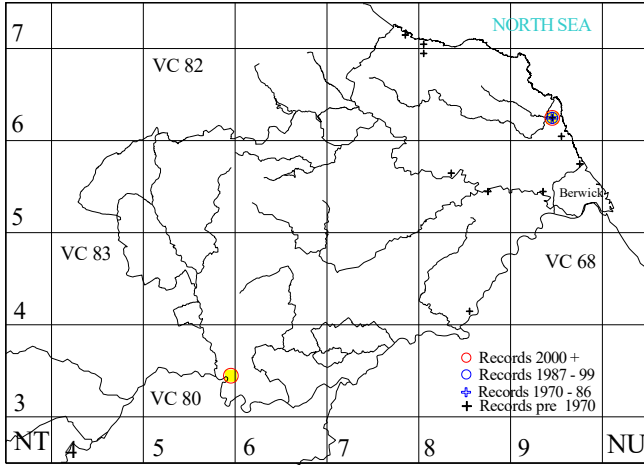 7
NORTH SEA
VC 82
6
Berwick
5
VC 83
VC 68
4
Records 2000 +
Records 1987 - 99
Records 1970 - 86
VC 80
Records pre 1970
3
NT 4 5 6 7 8 9 NU